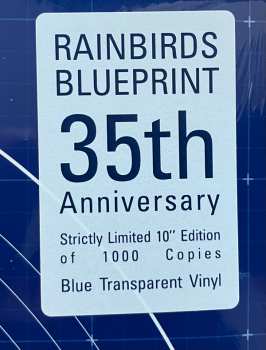 RAINBIRDS
BLUEPRINT
35th
Anniversary
Strictly Limited 10" Edition
of 1000 Copies
Blue Transparent Vinyl